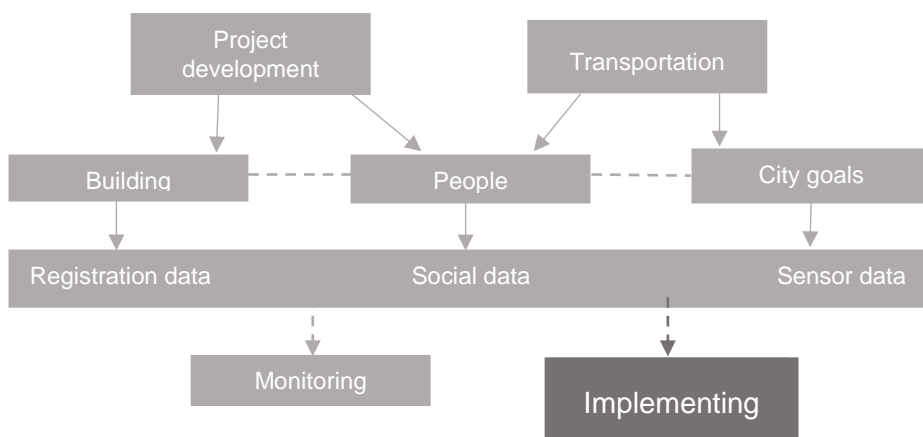 Project
development
Transportation
Building
People
City goals
Registration data
Social data
Sensor data
Monitoring
Implementing